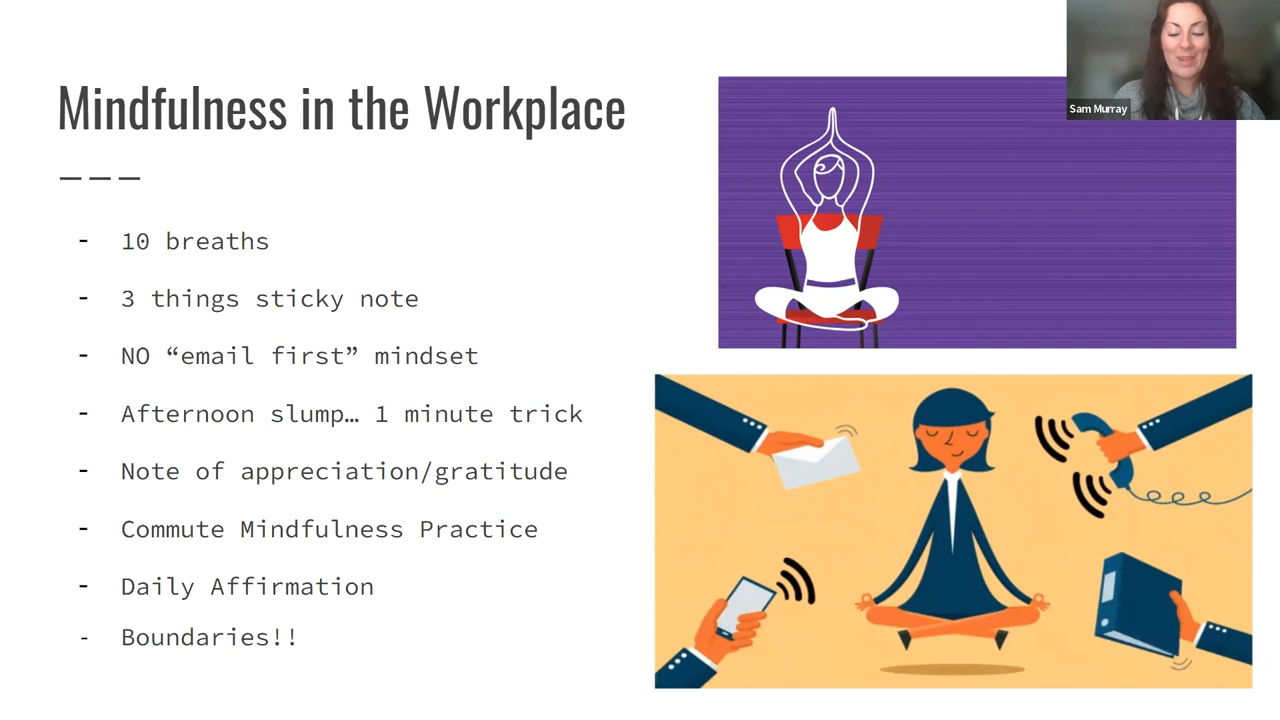 Mindfulness in the Workplace
- 10 breaths
- 3 things sticky note
- NO “email first” mindset
- Afternoon slump… 1 minute trick
- Note of appreciation/gratitude
- Commute Mindfulness Practice
- Daily Affirmation
- Boundaries!!
Sam Murray